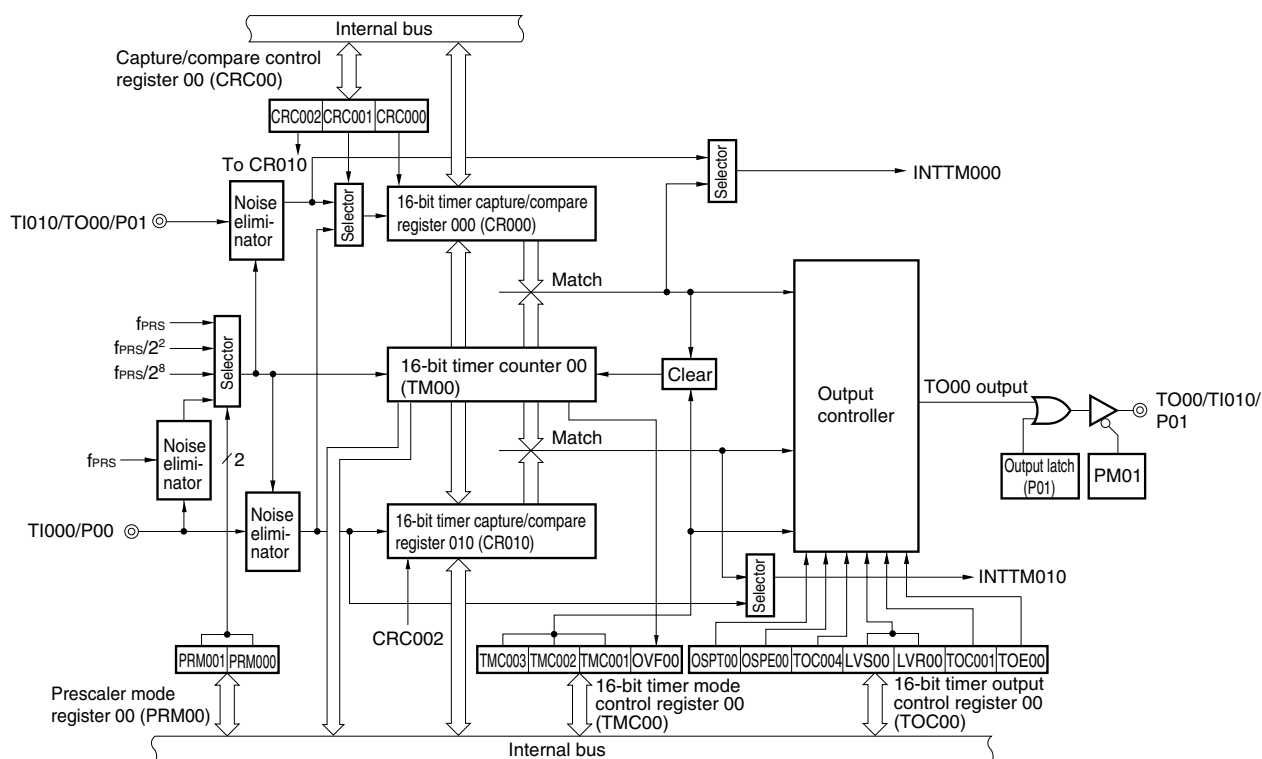 Internal bus
Capture/compare control
register 00 (CRC00)
CRC002 CRC001 CRC000
To CR010
Selector
INTTM000
TI010/TO00/P01
Noise
elimi-
nator
Selector
16-bit timer capture/compare
register 000 (CR000)
Match
fPRS
fPRS/2²
fPRS/2⁸
Selector
16-bit timer counter 00
(TM00)
Clear
Output
controller
TO00 output
TO00/TI010/
P01
Match
fPRS
Noise
elimi-
nator
2
Output latch
(P01)
PM01
TI000/P00
Noise
elimi-
nator
16-bit timer capture/compare
register 010 (CR010)
Selector
INTTM010
CRC002
PRM001 PRM000
TMC003 TMC002 TMC001 OVF00
OSPT00 OSPE00 TOC004 LVS00 LVR00 TOC001 TOE00
Prescaler mode
register 00 (PRM00)
16-bit timer mode
control register 00
(TMC00)
16-bit timer output
control register 00
(TOC00)
Internal bus